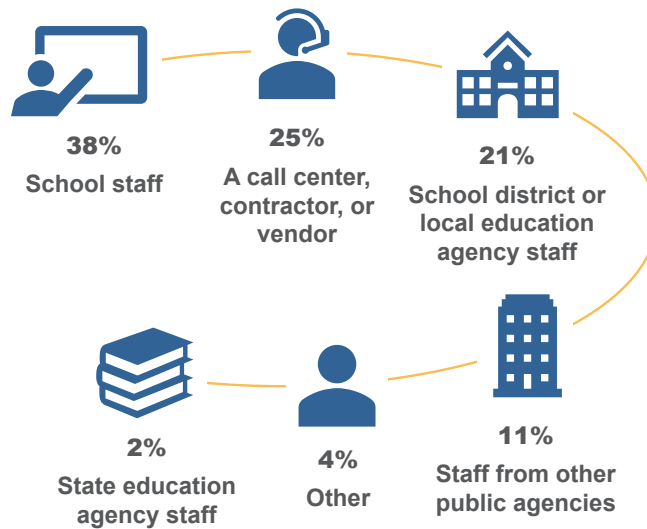 38%
School staff
25%
A call center,
contractor, or
vendor
21%
School district or
local education
agency staff
11%
Staff from other
public agencies
4%
Other
2%
State education
agency staff